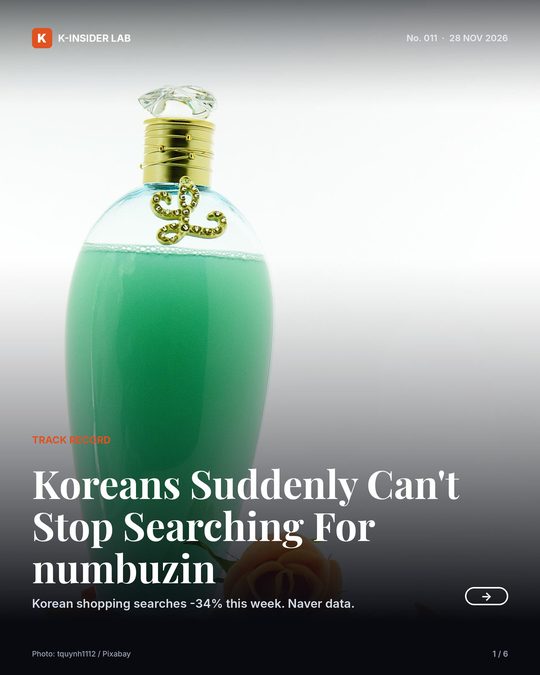 K K-INSIDER LAB
No. 011 · 28 NOV 2026
TRACK RECORD
Koreans Suddenly Can't
Stop Searching For
numbuzin
Korean shopping searches -34% this week. Naver data.
→
Photo: tquynh1112 / Pixabay
1 / 6